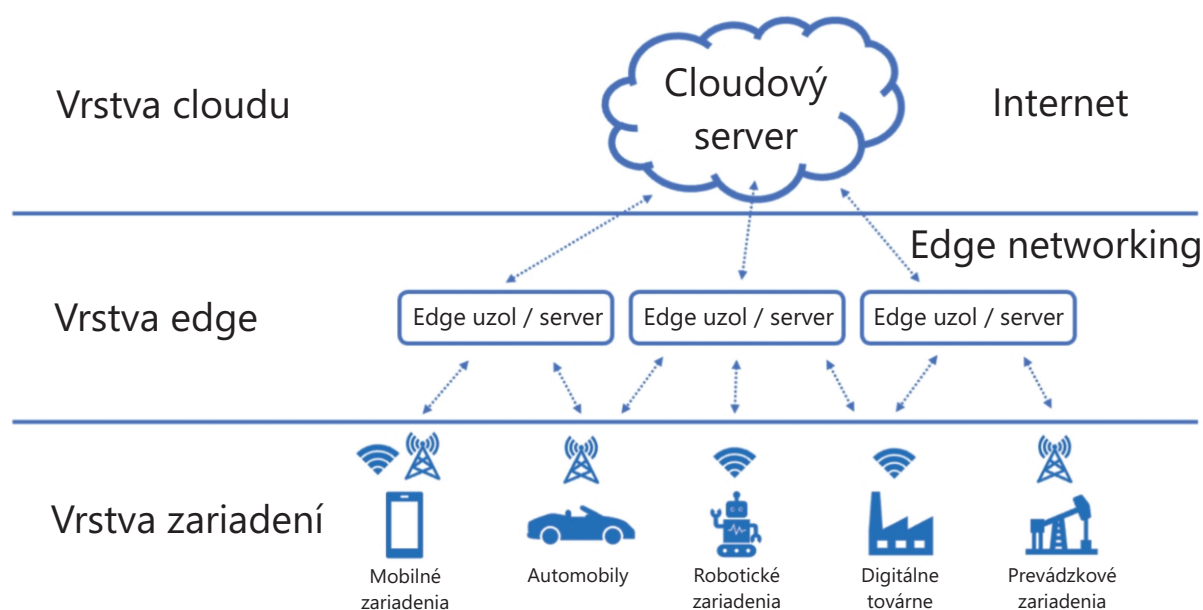 Vrstva cloudu
Cloudový
server
Internet
Edge networking
Vrstva edge
Edge uzol / server
Edge uzol / server
Edge uzol / server
Vrstva zariadení
Mobilné
zariadenia
Automobily
Robotické
zariadenia
Digitálne
továrne
Prevádzkové
zariadenia